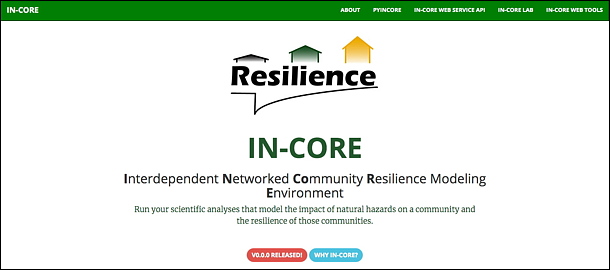 IN-CORE
ABOUT PYINCORE IN-CORE WEB SERVICE API IN-CORE LAB IN-CORE WEB TOOLS
Resilience
IN-CORE
Interdependent Networked Community Resilience Modeling
Environment
Run your scientific analyses that model the impact of natural hazards on a community and
the resilience of those communities.
V0.0.0 RELEASED! WHY IN-CORE?